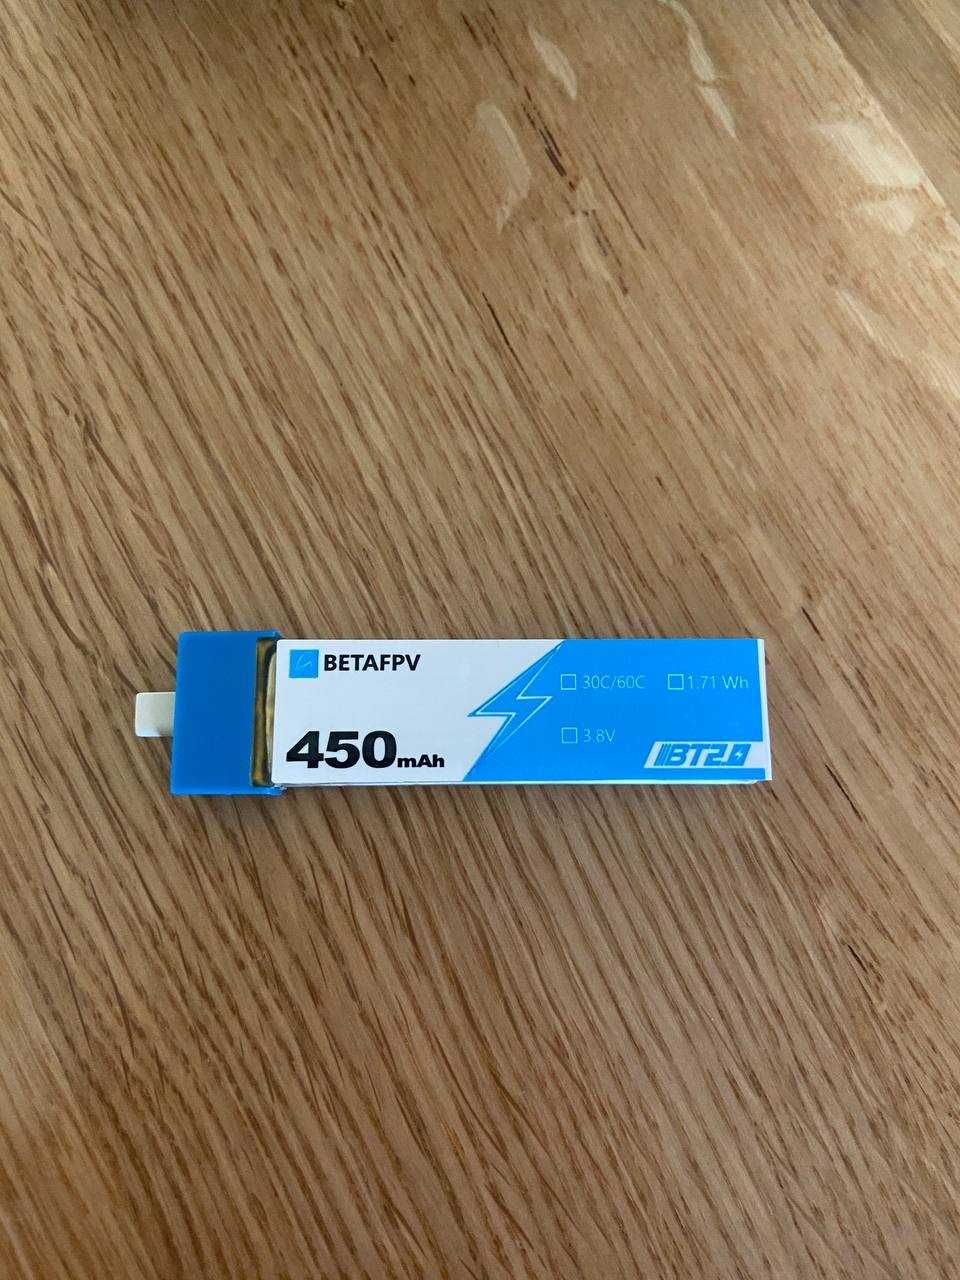 BETAFPV
450mAh
30C/60C 1.71 Wh
3.8V
BT2.0